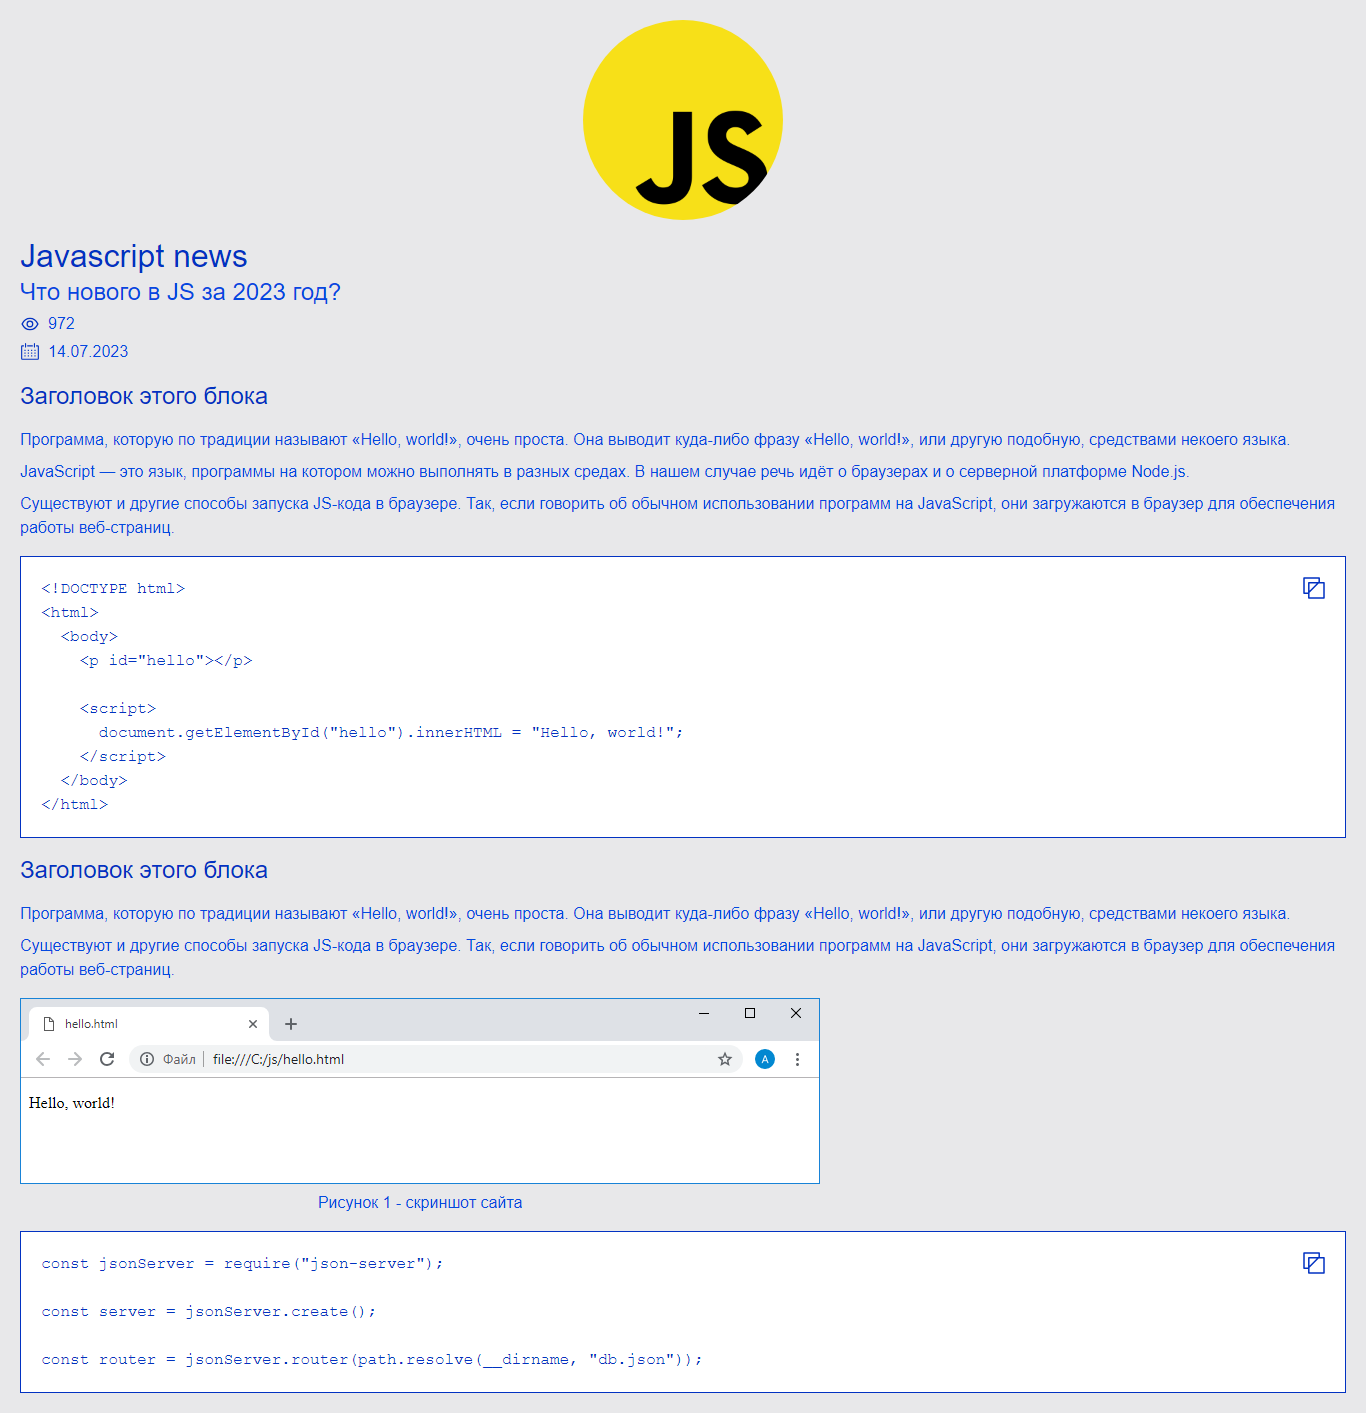 JS
Javascript news
Что нового в JS за 2023 год?
972
14.07.2023
Заголовок этого блока
Программа, которую по традиции называют «Hello, world!», очень проста. Она выводит куда-либо фразу «Hello, world!», или другую подобную, средствами некоего языка.
JavaScript — это язык, программы на котором можно выполнять в разных средах. В нашем случае речь идёт о браузерах и о серверной платформе Node.js.
Существуют и другие способы запуска JS-кода в браузере. Так, если говорить об обычном использовании программ на JavaScript, они загружаются в браузер для обеспечения
работы веб-страниц.
<!DOCTYPE html>
<html>
  <body>
    <p id="hello"></p>

    <script>
      document.getElementById("hello").innerHTML = "Hello, world!";
    </script>
  </body>
</html>
Заголовок этого блока
Программа, которую по традиции называют «Hello, world!», очень проста. Она выводит куда-либо фразу «Hello, world!», или другую подобную, средствами некоего языка.
Существуют и другие способы запуска JS-кода в браузере. Так, если говорить об обычном использовании программ на JavaScript, они загружаются в браузер для обеспечения
работы веб-страниц.
hello.html
Файл file:///C:/js/hello.html A
Hello, world!
Рисунок 1 - скриншот сайта
const jsonServer = require("json-server");

const server = jsonServer.create();

const router = jsonServer.router(path.resolve(__dirname, "db.json"));